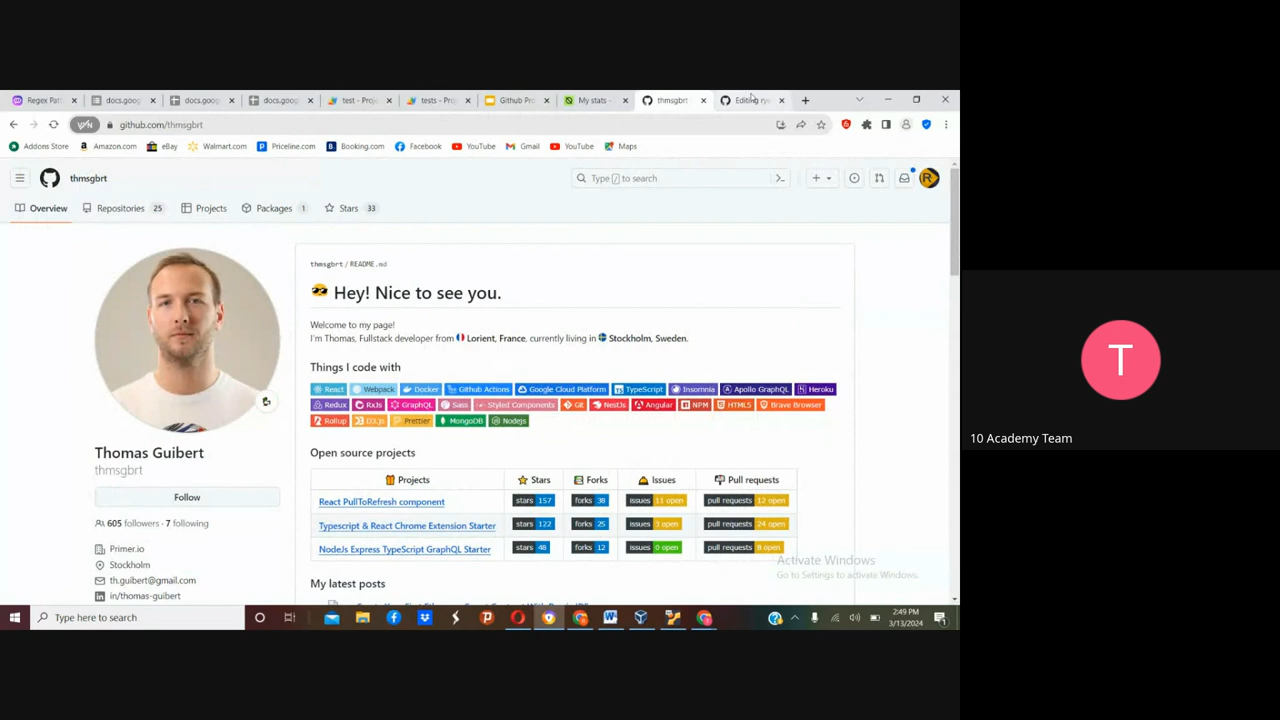 Regex Patt docs.goog docs.goog docs.goog test - Proje tests - Proj Github Pro My stats - thmsgbrt Editing rye
github.com/thmsgbrt
Addons Store Amazon.com eBay Walmart.com Priceline.com Booking.com Facebook YouTube Gmail YouTube Maps
thmsgbrt Type / to search
Overview Repositories 25 Projects Packages 1 Stars 33
thmsgbrt / README.md
Hey! Nice to see you.
Welcome to my page!
I'm Thomas, Fullstack developer from Lorient, France, currently living in Stockholm, Sweden.
Things I code with
React Webpack Docker Github Actions Google Cloud Platform TypeScript Insomnia Apollo GraphQL Heroku
Redux RxJs GraphQL Sass Styled Components Git NestJs Angular NPM HTML5 Brave Browser
Rollup D3.js Prettier MongoDB Nodejs
Thomas Guibert
thmsgbrt
Follow
605 followers · 7 following
Primer.io
Stockholm
th.guibert@gmail.com
in/thomas-guibert
Open source projects
Projects Stars Forks Issues Pull requests
React PullToRefresh component stars 157 forks 38 issues 11 open pull requests 12 open
Typescript & React Chrome Extension Starter stars 122 forks 25 issues 3 open pull requests 24 open
NodeJs Express TypeScript GraphQL Starter stars 48 forks 12 issues 0 open pull requests 8 open
My latest posts
Activate Windows
Go to Settings to activate Windows.
Type here to search
2:49 PM
3/13/2024
T
10 Academy Team